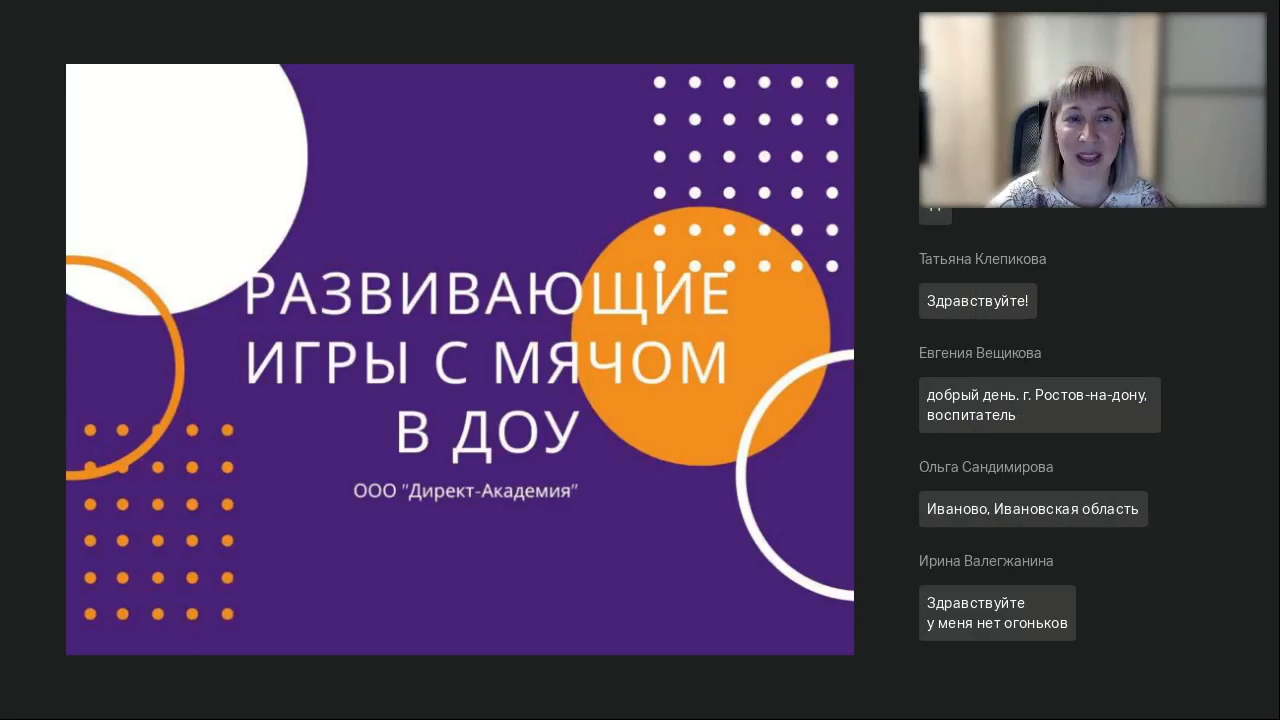 РАЗВИВАЮЩИЕ
ИГРЫ С МЯЧОМ
В ДОУ
ООО "Директ-Академия"
Татьяна Клепикова
Здравствуйте!
Евгения Вещикова
добрый день. г. Ростов-на-дону,
воспитатель
Ольга Сандимирова
Иваново, Ивановская область
Ирина Валегжанина
Здравствуйте
у меня нет огоньков